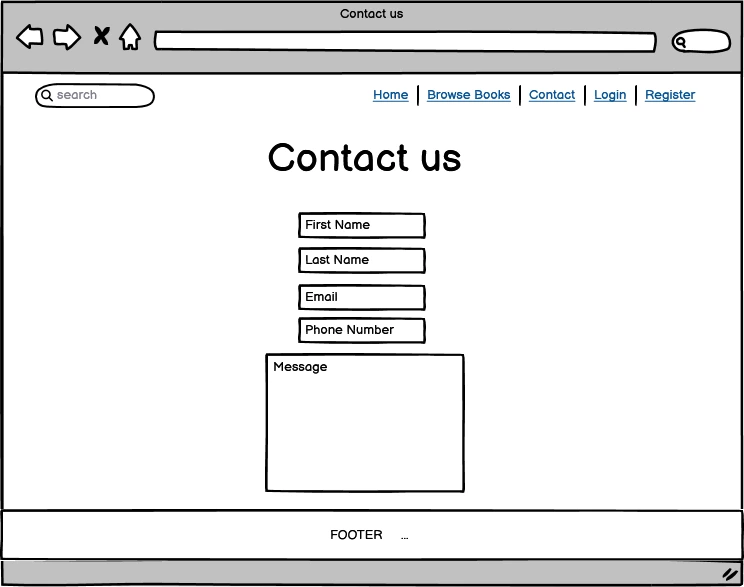 Contact us
search
Home | Browse Books | Contact | Login | Register
Contact us
First Name
Last Name
Email
Phone Number
Message
FOOTER ...